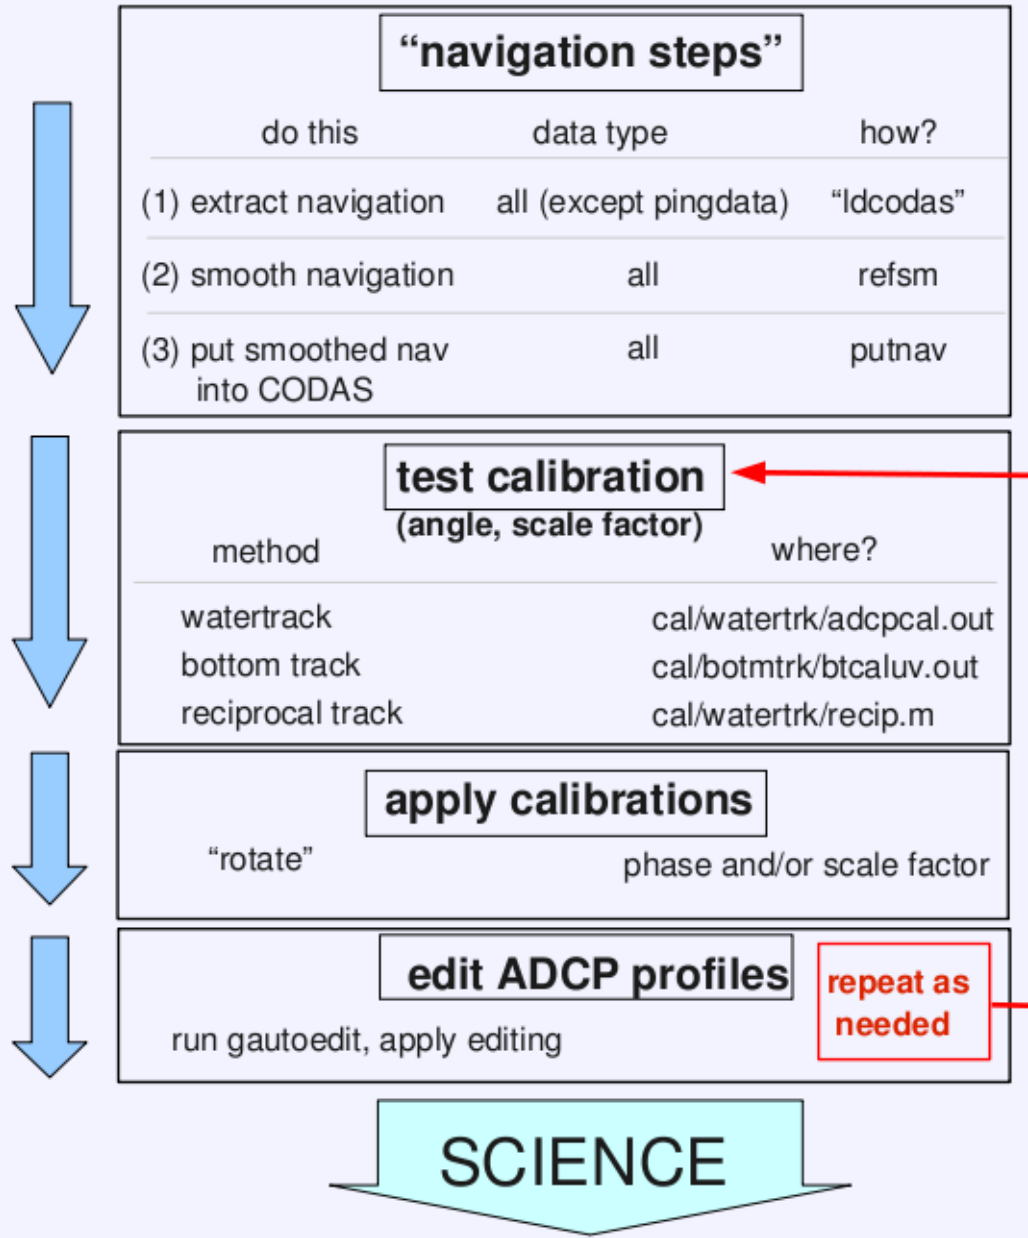 “navigation steps”
do this data type how?
(1) extract navigation all (except pingdata) “ldcodas”
(2) smooth navigation all refsm
(3) put smoothed nav all putnav
into CODAS
test calibration
(angle, scale factor)
method where?
watertrack cal/watertrk/adcpcal.out
bottom track cal/botmtrk/btcaluv.out
reciprocal track cal/watertrk/recip.m
apply calibrations
“rotate” phase and/or scale factor
edit ADCP profiles
repeat as
needed
run gautoedit, apply editing
SCIENCE